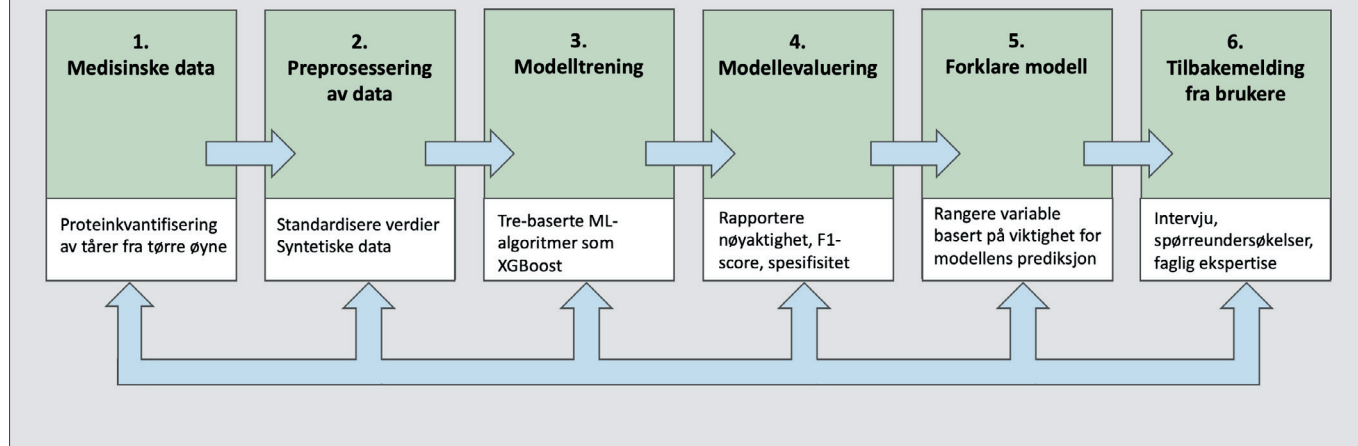 1.
Medisinske data
Proteinkvantifisering
av tårer fra tørre øyne
2.
Preprosessering
av data
Standardisere verdier
Syntetiske data
3.
Modelltrening
Tre-baserte ML-
algoritmer som
XGBoost
4.
Modellevaluering
Rapportere
nøyaktighet, F1-
score, spesifisitet
5.
Forklare modell
Rangere variable
basert på viktighet for
modellens prediksjon
6.
Tilbakemelding
fra brukere
Intervju,
spørreundersøkelser,
faglig ekspertise